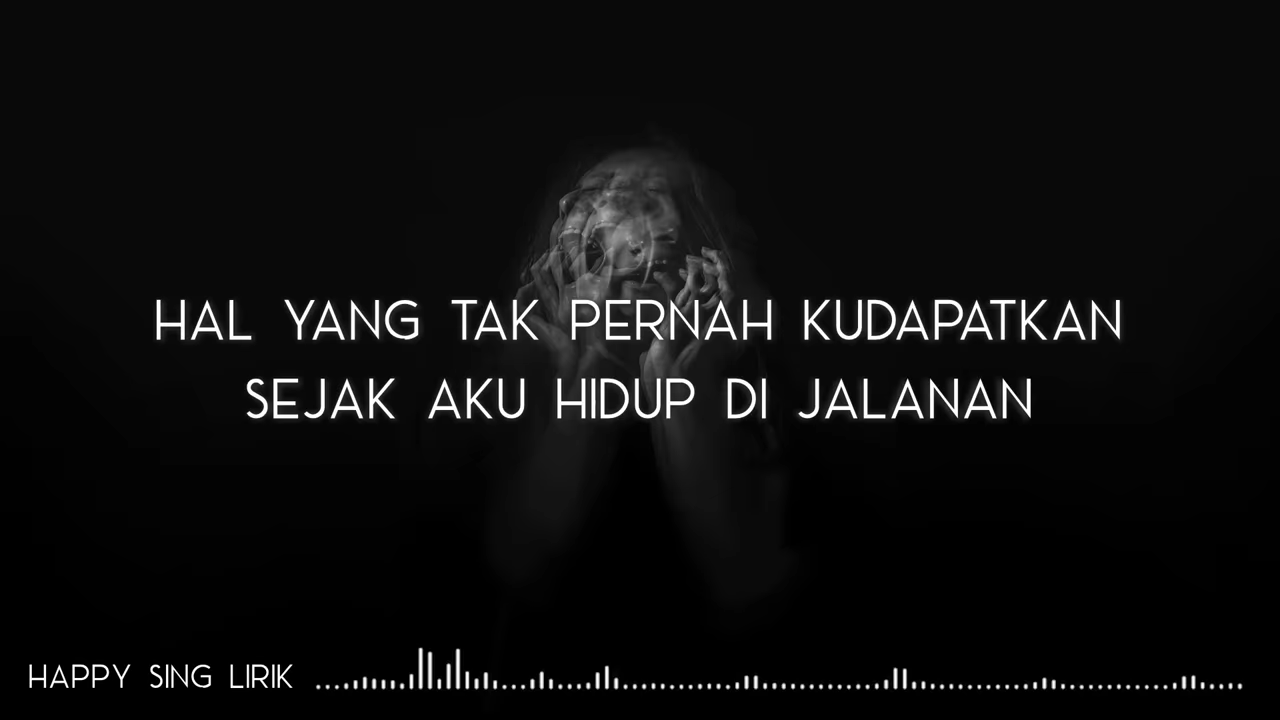 HAL YANG TAK PERNAH KUDAPATKAN
SEJAK AKU HIDUP DI JALANAN
HAPPY SING LIRIK